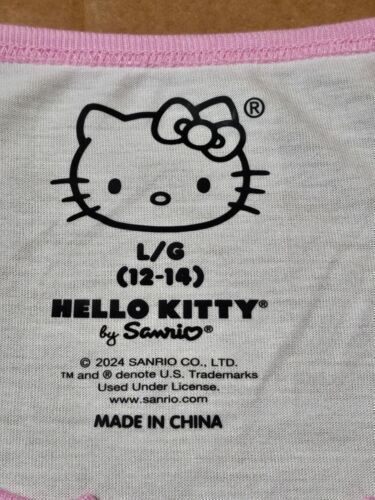 ®
L/G
(12-14)
HELLO KITTY®
by Sanrio®
© 2024 SANRIO CO., LTD.
TM and ® denote U.S. Trademarks
Used Under License.
www.sanrio.com
MADE IN CHINA